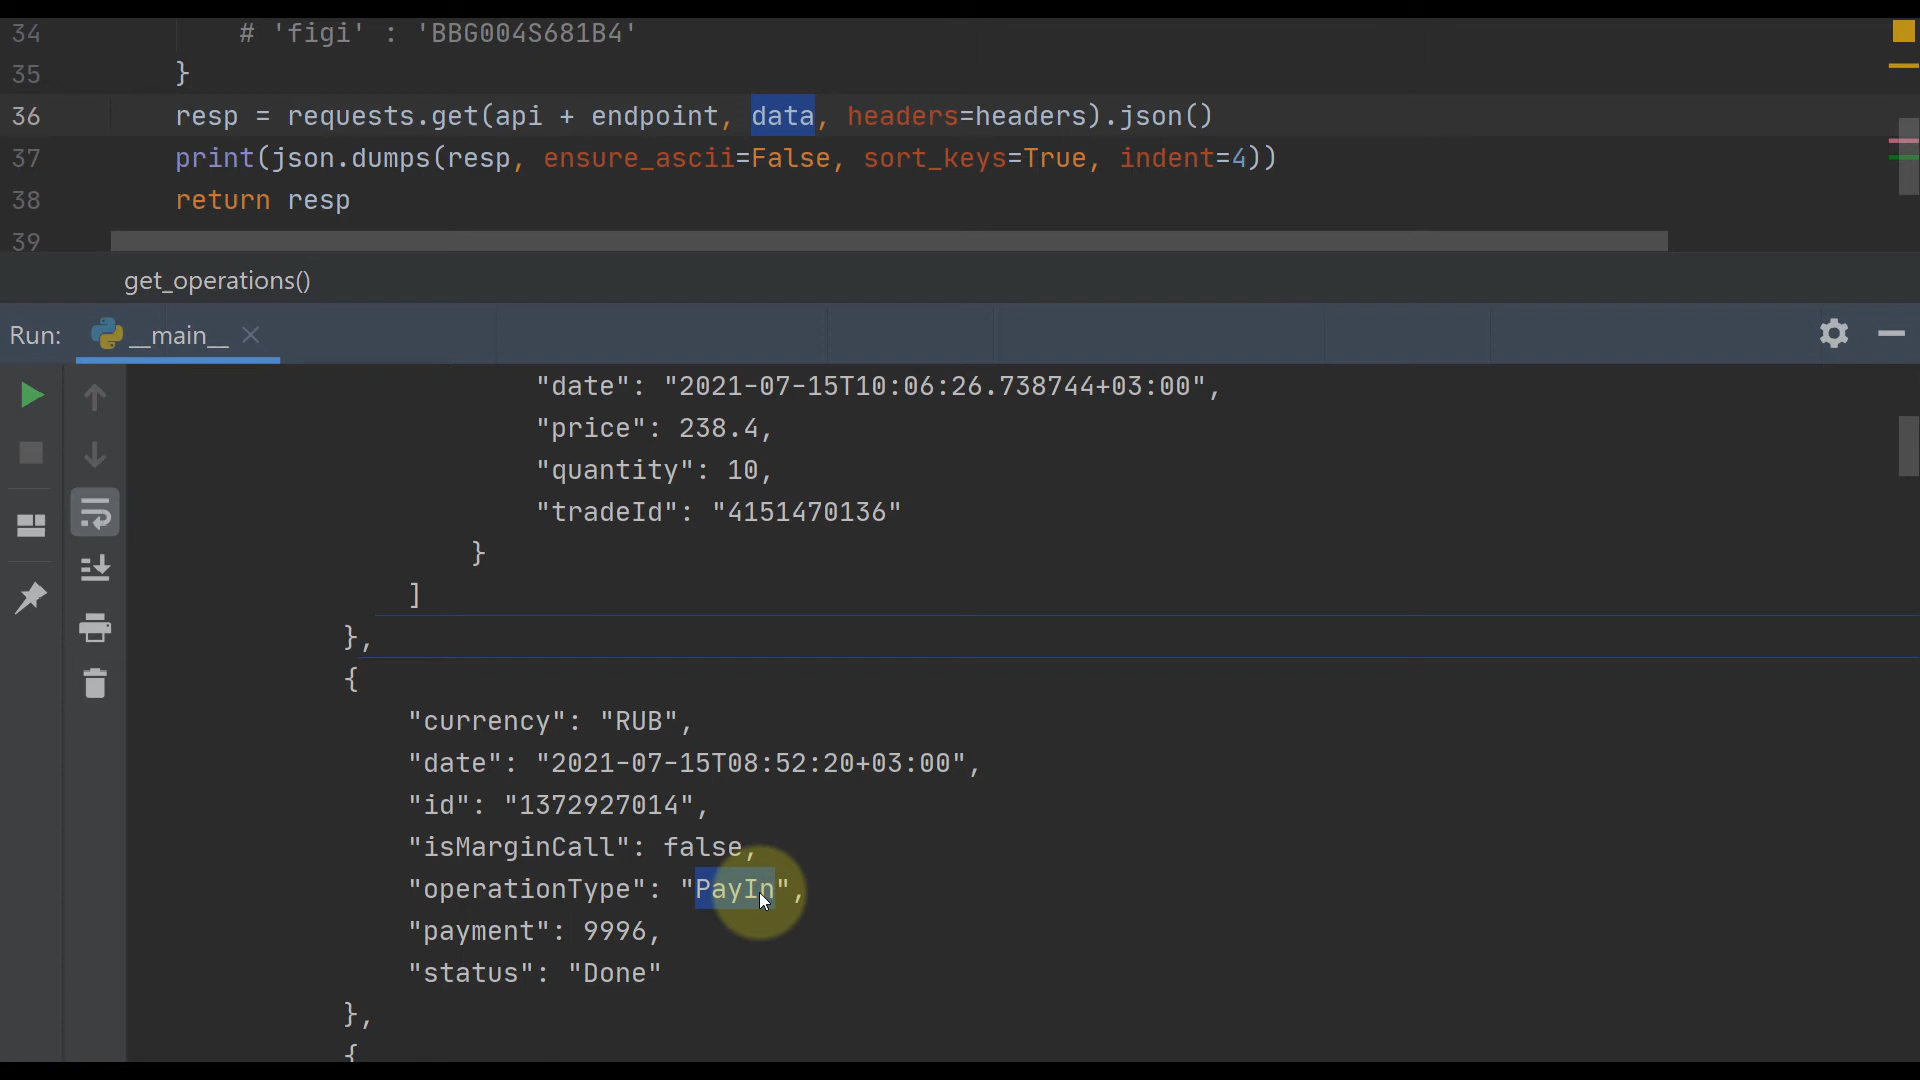 34 # 'figi' : 'BBG004S681B4'
35 }
36 resp = requests.get(api + endpoint, data, headers=headers).json()
37 print(json.dumps(resp, ensure_ascii=False, sort_keys=True, indent=4))
38 return resp
39
get_operations()
Run: __main__
"date": "2021-07-15T10:06:26.738744+03:00",
"price": 238.4,
"quantity": 10,
"tradeId": "4151470136"
}
]
},
{
"currency": "RUB",
"date": "2021-07-15T08:52:20+03:00",
"id": "1372927014",
"isMarginCall": false,
"operationType": "PayIn",
"payment": 9996,
"status": "Done"
},
{